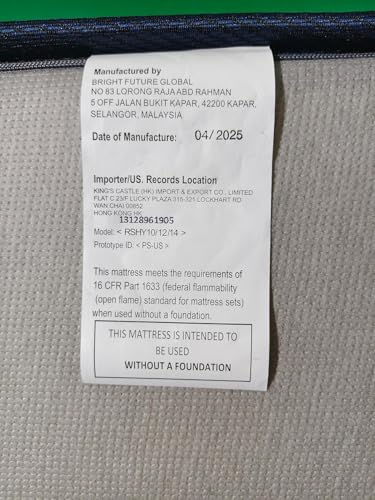 Manufactured by
BRIGHT FUTURE GLOBAL
NO 83 LORONG RAJA ABD RAHMAN
5 OFF JALAN BUKIT KAPAR, 42200 KAPAR,
SELANGOR, MALAYSIA
Date of Manufacture: 04/2025
Importer/US. Records Location
KING'S CASTLE (HK) IMPORT & EXPORT CO., LIMITED
FLAT C 23/F LUCKY PLAZA 315-321 LOCKHART RD
WAN CHAI 00852
HONG KONG HK
13128961905
Model: < RSHY10/12/14 >
Prototype ID: < PS-US >
This mattress meets the requirements of
16 CFR Part 1633 (federal flammability
(open flame) standard for mattress sets)
when used without a foundation.
THIS MATTRESS IS INTENDED TO
BE USED
WITHOUT A FOUNDATION